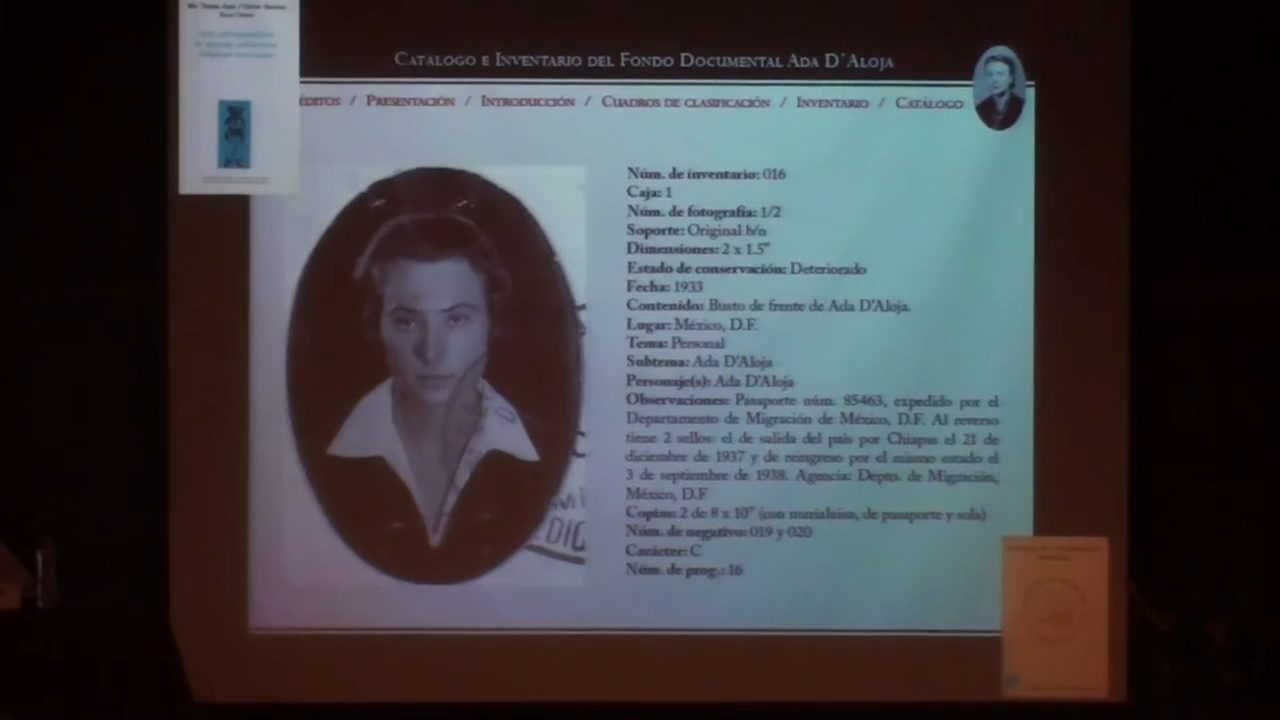 CATÁLOGO E INVENTARIO DEL FONDO DOCUMENTAL ADA D'ALOJA
ÉDITOS / PRESENTACIÓN / INTRODUCCIÓN / CUADROS DE CLASIFICACIÓN / INVENTARIO / CATÁLOGO
Núm. de inventario: 016
Caja: 1
Núm. de fotografía: 1/2
Soporte: Original b/n
Dimensiones: 2 x 1.5"
Estado de conservación: Deteriorado
Fecha: 1933
Contenido: Busto de frente de Ada D'Aloja.
Lugar: México, D.F.
Tema: Personal
Subtema: Ada D'Aloja
Personaje(s): Ada D'Aloja
Observaciones: Pasaporte núm. 85463, expedido por el
Departamento de Migración de México, D.F. Al reverso
tiene 2 sellos: el de salida del país por Chiapas el 21 de
diciembre de 1937 y de reingreso por el mismo estado el
3 de septiembre de 1938. Agencia: Depto. de Migración,
México, D.F
Copias: 2 de 8 x 10" (con marialuisa, de pasaporte y sola)
Núm. de negativo: 019 y 020
Carácter: C
Núm. de prog.: 16